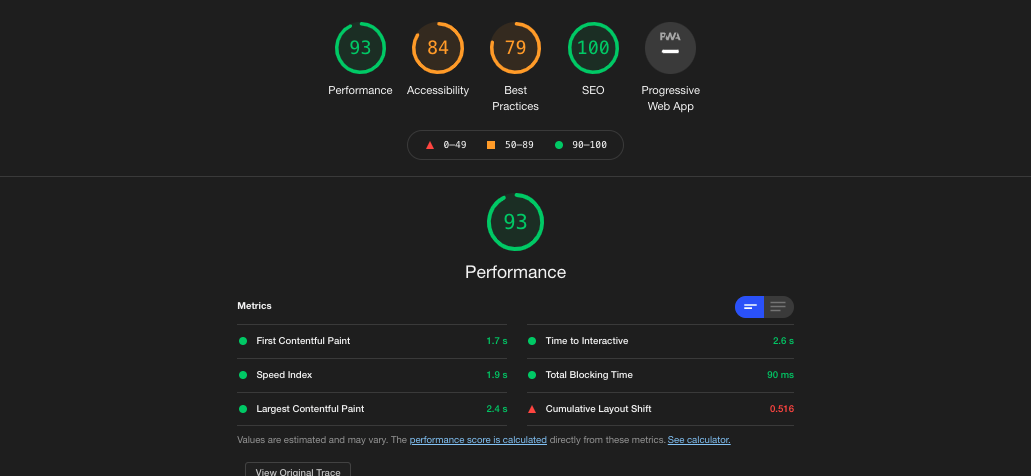 93 84 79 100 PWA
Performance Accessibility Best Practices SEO Progressive Web App
0–49 50–89 90–100
93
Performance
Metrics
First Contentful Paint 1.7 s
Time to Interactive 2.6 s
Speed Index 1.9 s
Total Blocking Time 90 ms
Largest Contentful Paint 2.4 s
Cumulative Layout Shift 0.516
Values are estimated and may vary. The performance score is calculated directly from these metrics. See calculator.
View Original Trace